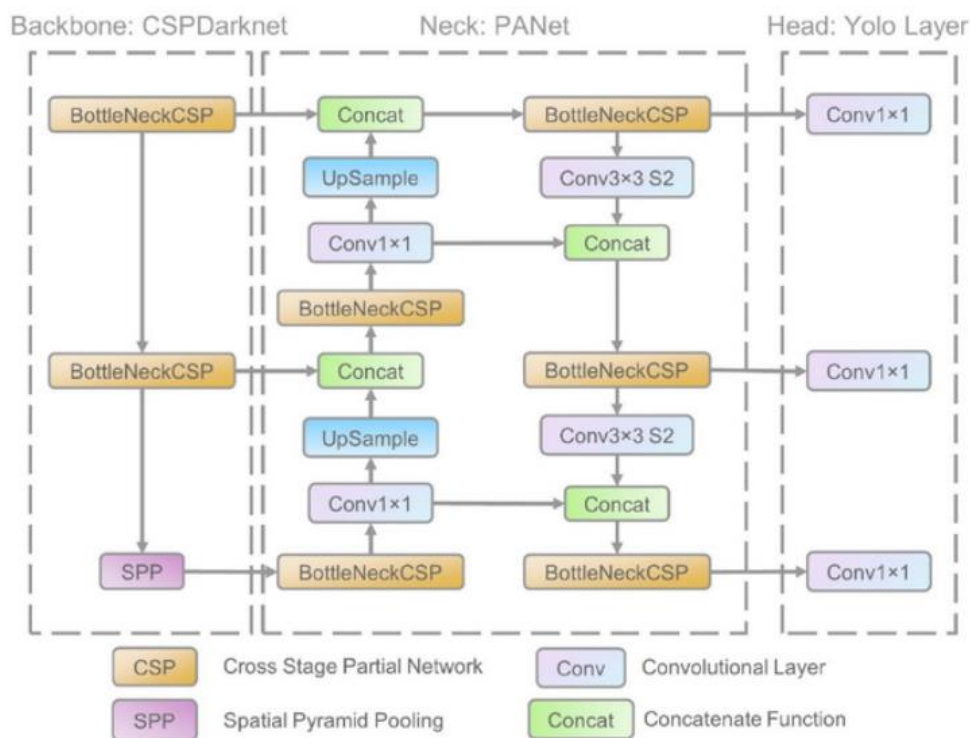 Backbone: CSPDarknet Neck: PANet Head: Yolo Layer
BottleNeckCSP Concat BottleNeckCSP Conv1×1
UpSample Conv3×3 S2
Conv1×1 Concat
BottleNeckCSP
BottleNeckCSP Concat BottleNeckCSP Conv1×1
UpSample Conv3×3 S2
Conv1×1 Concat
SPP BottleNeckCSP BottleNeckCSP Conv1×1
CSP Cross Stage Partial Network Conv Convolutional Layer
SPP Spatial Pyramid Pooling Concat Concatenate Function